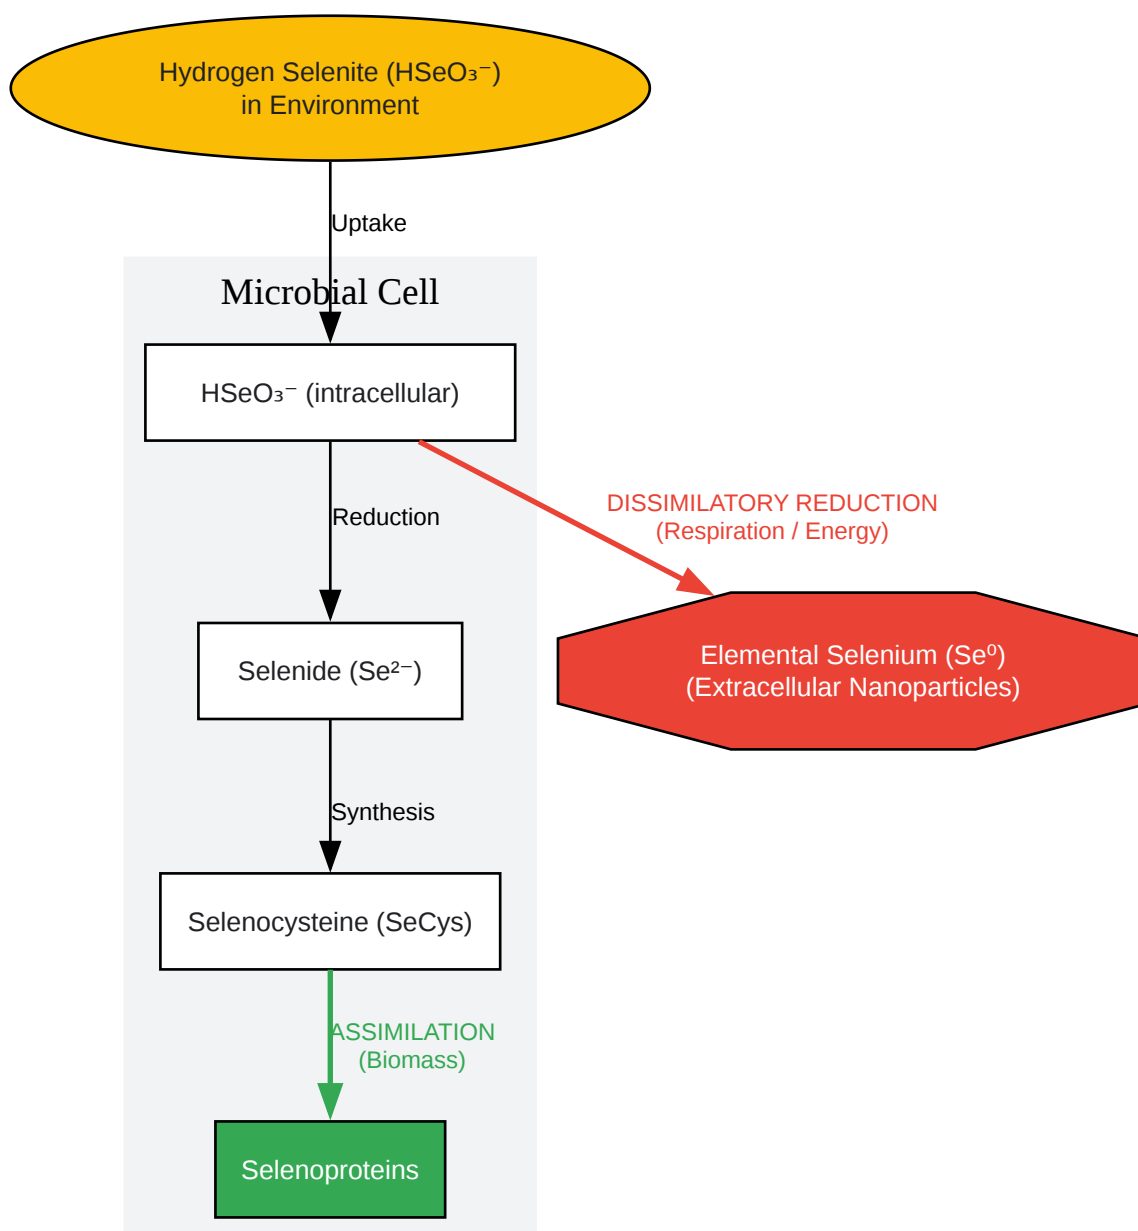 Hydrogen Selenite (HSeO₃⁻)
in Environment
Uptake
Microbial Cell
HSeO₃⁻ (intracellular)
DISSIMILATORY REDUCTION
(Respiration / Energy)
Reduction
Elemental Selenium (Se⁰)
(Extracellular Nanoparticles)
Selenide (Se²⁻)
Synthesis
Selenocysteine (SeCys)
ASSIMILATION
(Biomass)
Selenoproteins